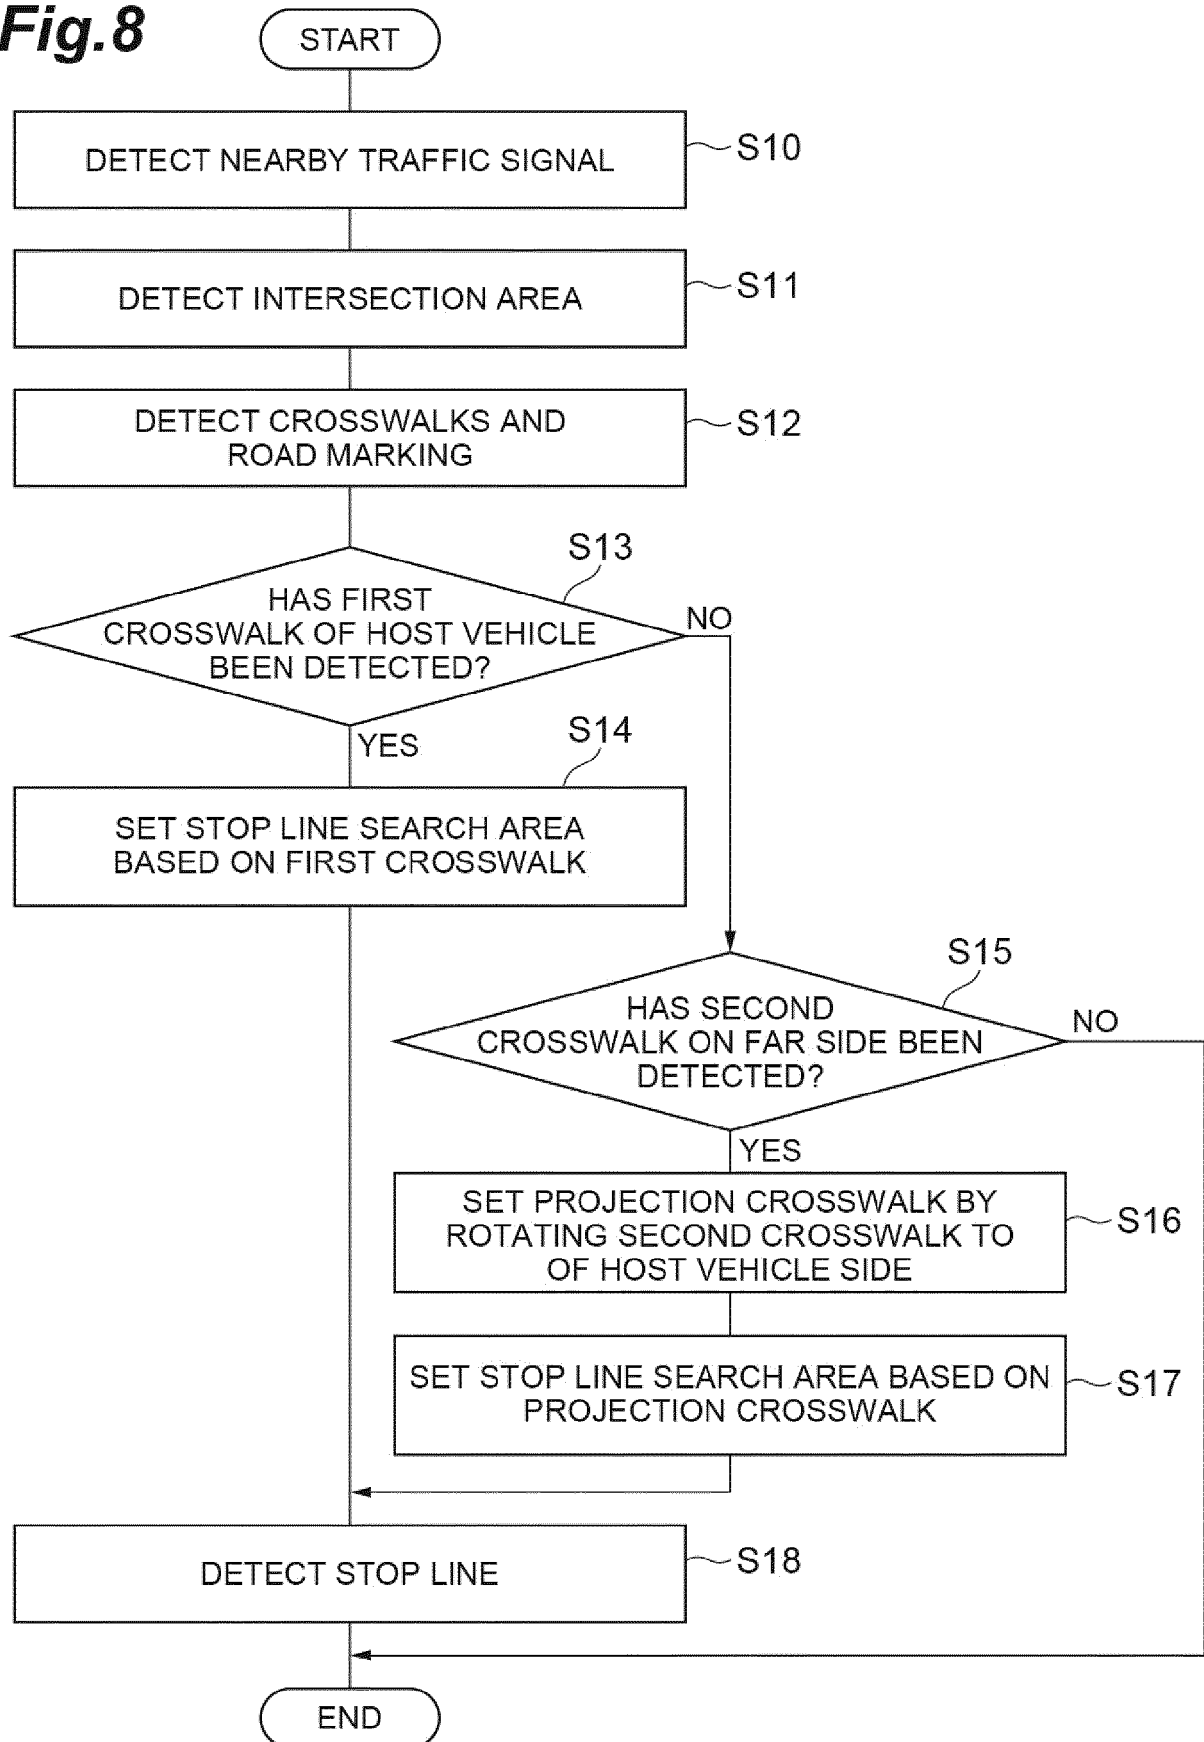 Fig.8
START
DETECT NEARBY TRAFFIC SIGNAL
S10
DETECT INTERSECTION AREA
S11
DETECT CROSSWALKS AND
ROAD MARKING
S12
S13
HAS FIRST
CROSSWALK OF HOST VEHICLE
BEEN DETECTED?
NO
YES
S14
SET STOP LINE SEARCH AREA
BASED ON FIRST CROSSWALK
S15
HAS SECOND
CROSSWALK ON FAR SIDE BEEN
DETECTED?
NO
YES
SET PROJECTION CROSSWALK BY
ROTATING SECOND CROSSWALK TO
OF HOST VEHICLE SIDE
S16
SET STOP LINE SEARCH AREA BASED ON
PROJECTION CROSSWALK
S17
DETECT STOP LINE
S18
END